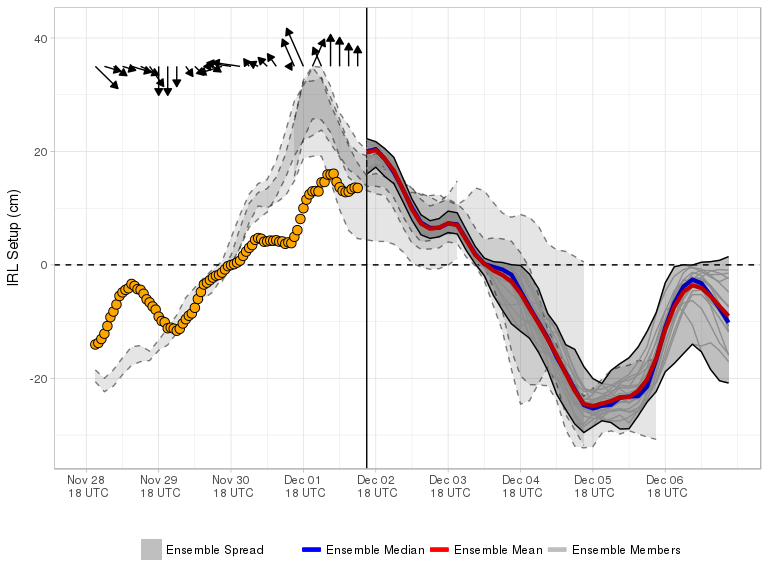 IRL Setup (cm)
40
20
0
-20
Nov 28 Nov 29 Nov 30 Dec 01 Dec 02 Dec 03 Dec 04 Dec 05 Dec 06
18 UTC 18 UTC 18 UTC 18 UTC 18 UTC 18 UTC 18 UTC 18 UTC 18 UTC
Ensemble Spread Ensemble Median Ensemble Mean Ensemble Members